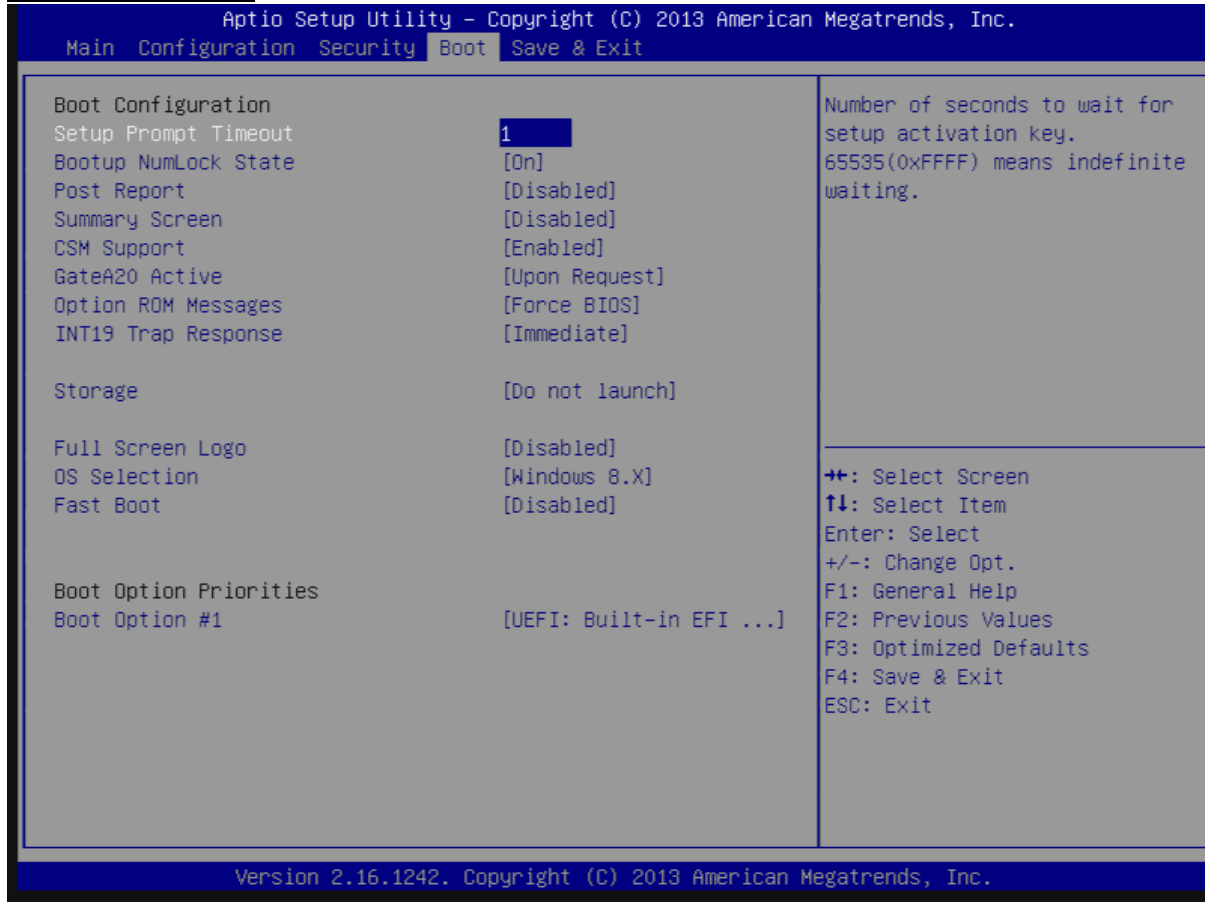 Aptio Setup Utility – Copyright (C) 2013 American Megatrends, Inc.
Main Configuration Security Boot Save & Exit
Boot Configuration
Setup Prompt Timeout 1
Bootup NumLock State [On]
Post Report [Disabled]
Summary Screen [Disabled]
CSM Support [Enabled]
GateA20 Active [Upon Request]
Option ROM Messages [Force BIOS]
INT19 Trap Response [Immediate]
Storage [Do not launch]
Full Screen Logo [Disabled]
OS Selection [Windows 8.X]
Fast Boot [Disabled]
Boot Option Priorities
Boot Option #1 [UEFI: Built-in EFI ...]
Number of seconds to wait for
setup activation key.
65535(0xFFFF) means indefinite
waiting.
→←: Select Screen
↑↓: Select Item
Enter: Select
+/-: Change Opt.
F1: General Help
F2: Previous Values
F3: Optimized Defaults
F4: Save & Exit
ESC: Exit
Version 2.16.1242. Copyright (C) 2013 American Megatrends, Inc.